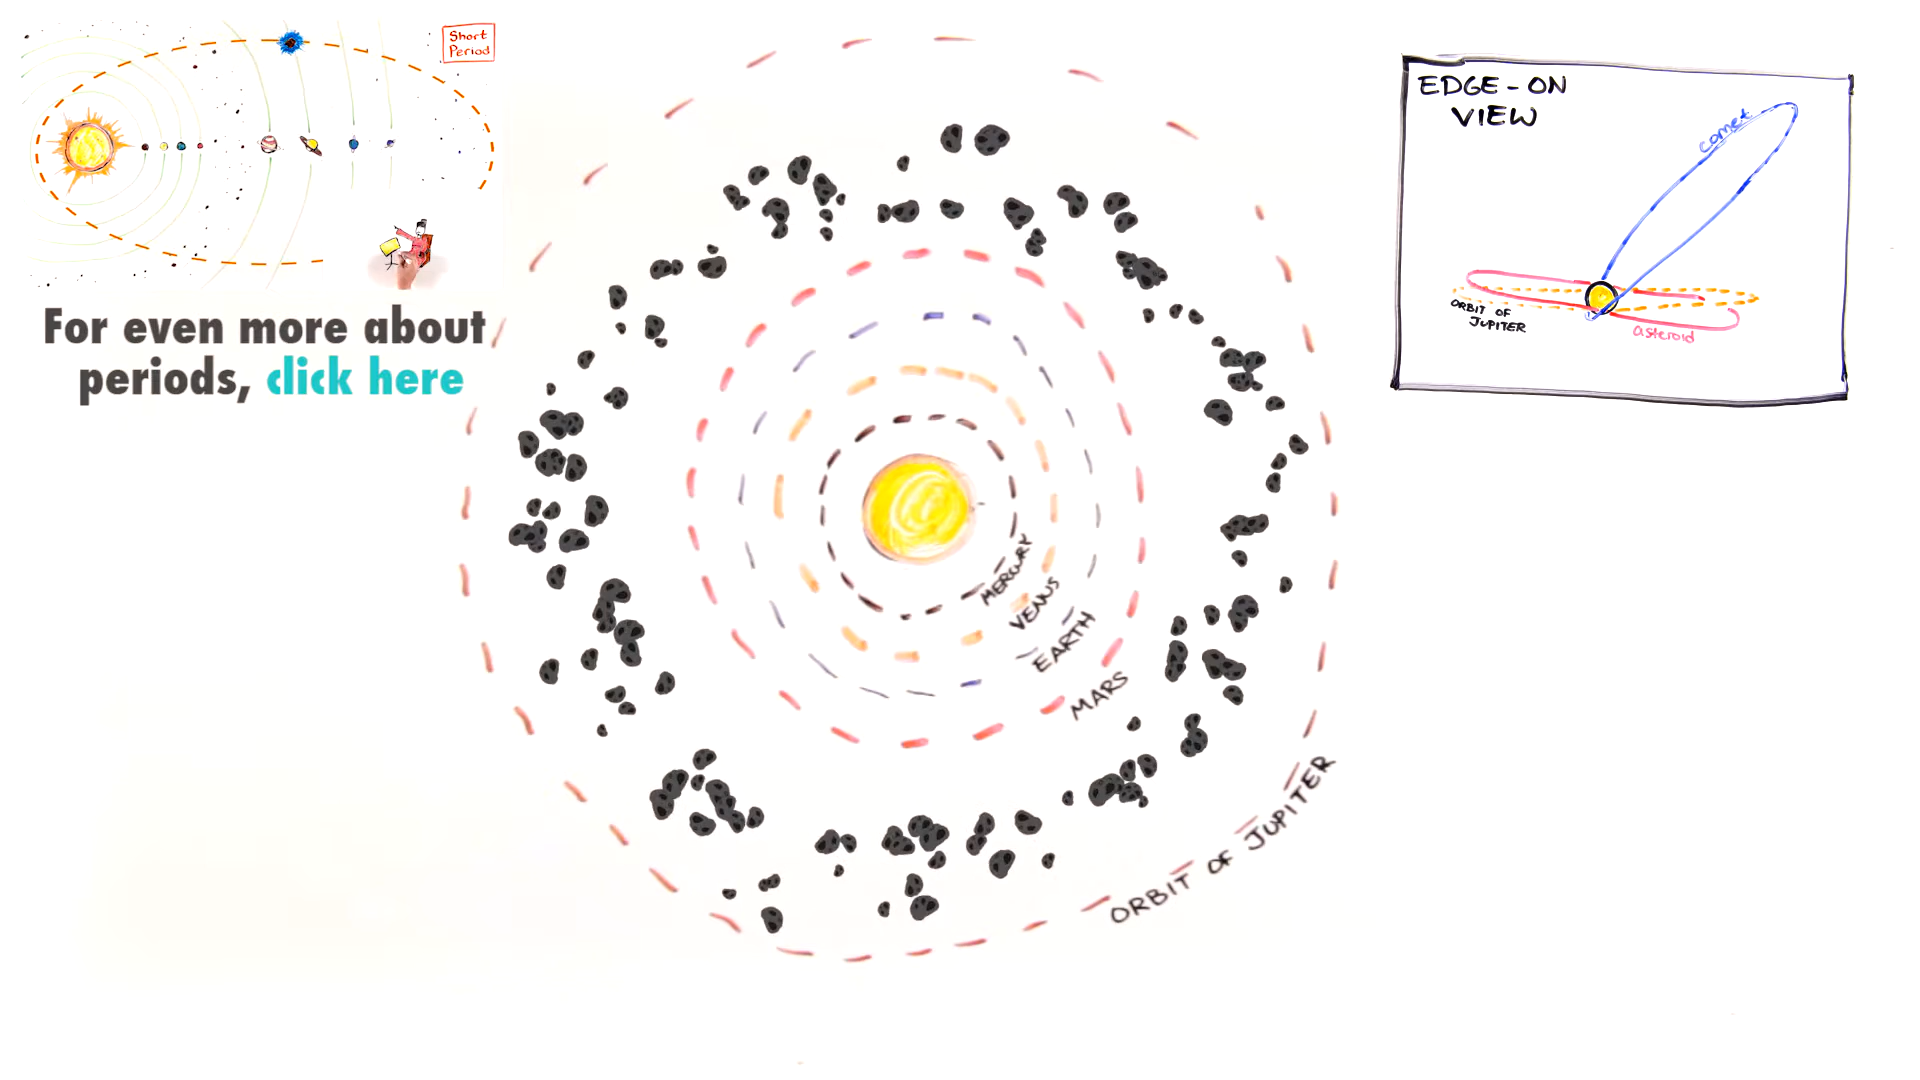 Short
Period
For even more about
periods, click here
EDGE-ON
VIEW
comet
ORBIT OF
JUPITER
asteroid
MERCURY
VENUS
EARTH
MARS
ORBIT OF JUPITER